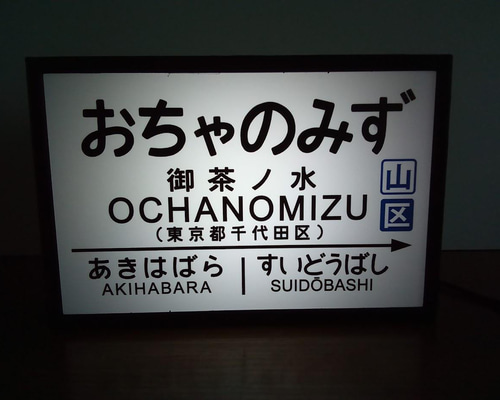 おちゃのみず
御茶ノ水
山
OCHANOMIZU
区
(東京都千代田区)
あきはばら すいどうばし
AKIHABARA SUIDŌBASHI